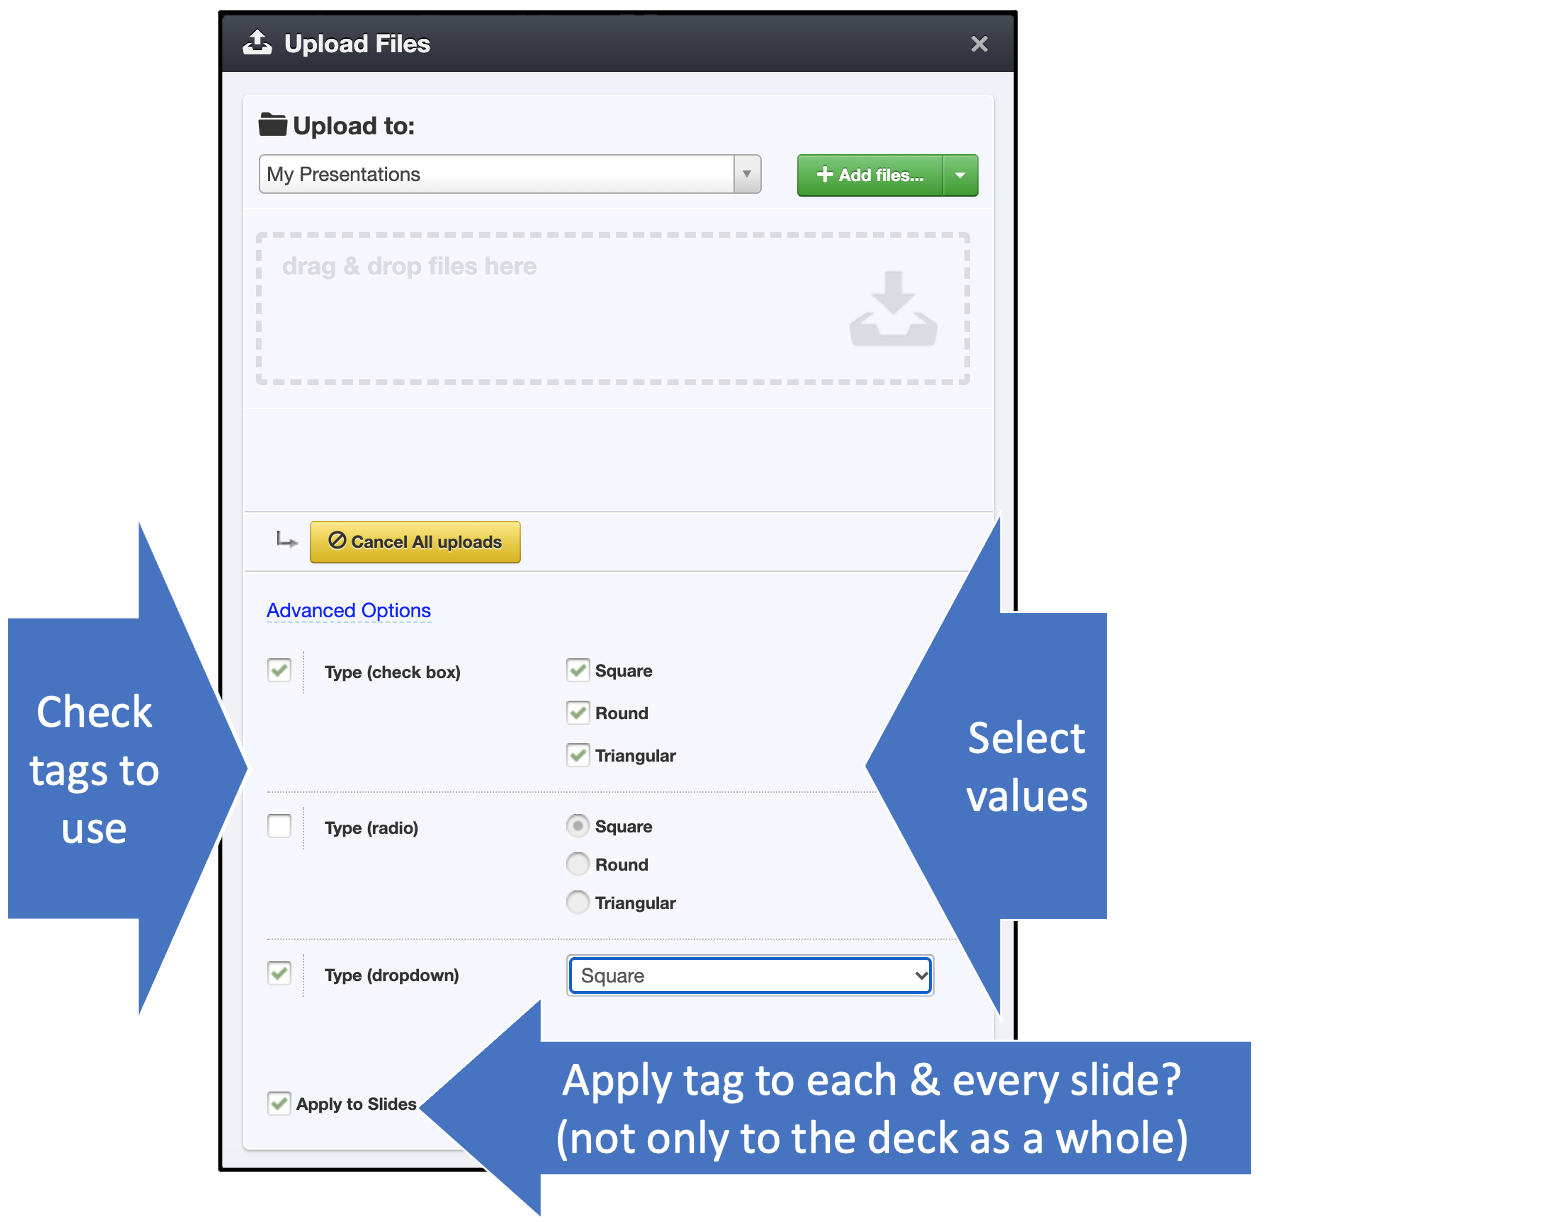 Upload Files
Upload to:
My Presentations
Add files...
drag & drop files here
Cancel All uploads
Advanced Options
Type (check box)
Square
Round
Triangular
Type (radio)
Square
Round
Triangular
Type (dropdown)
Square
Apply to Slides
Check
tags to
use
Select
values
Apply tag to each & every slide?
(not only to the deck as a whole)